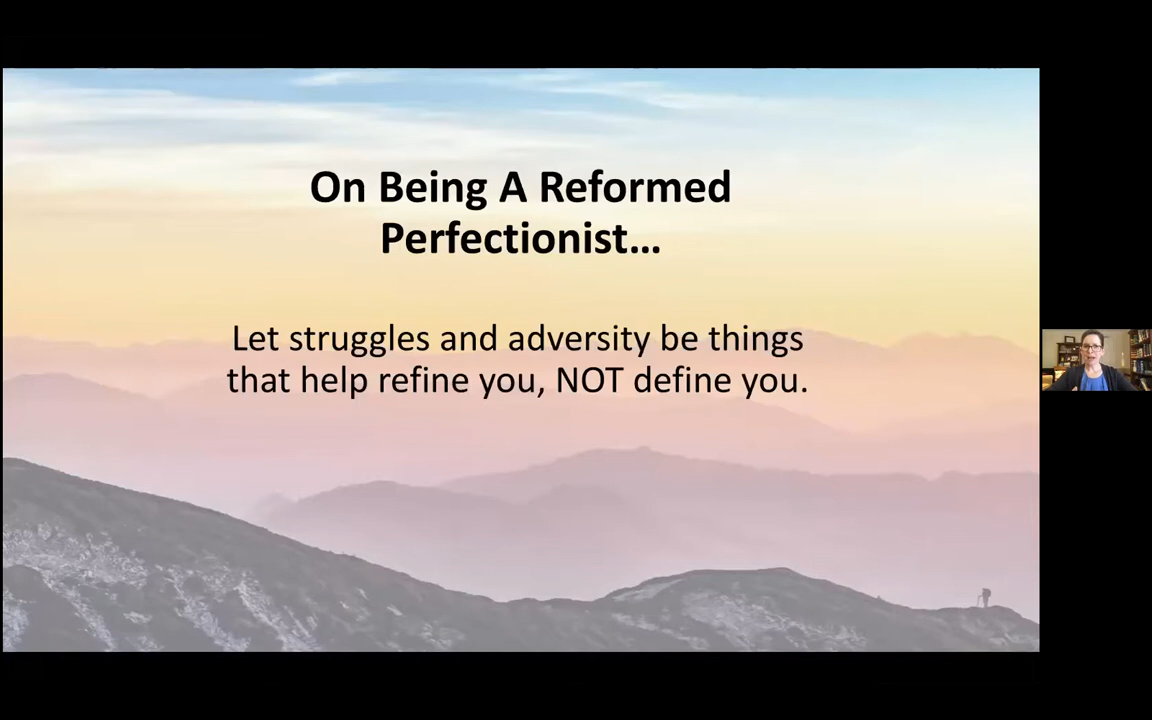 On Being A Reformed
Perfectionist…
Let struggles and adversity be things
that help refine you, NOT define you.